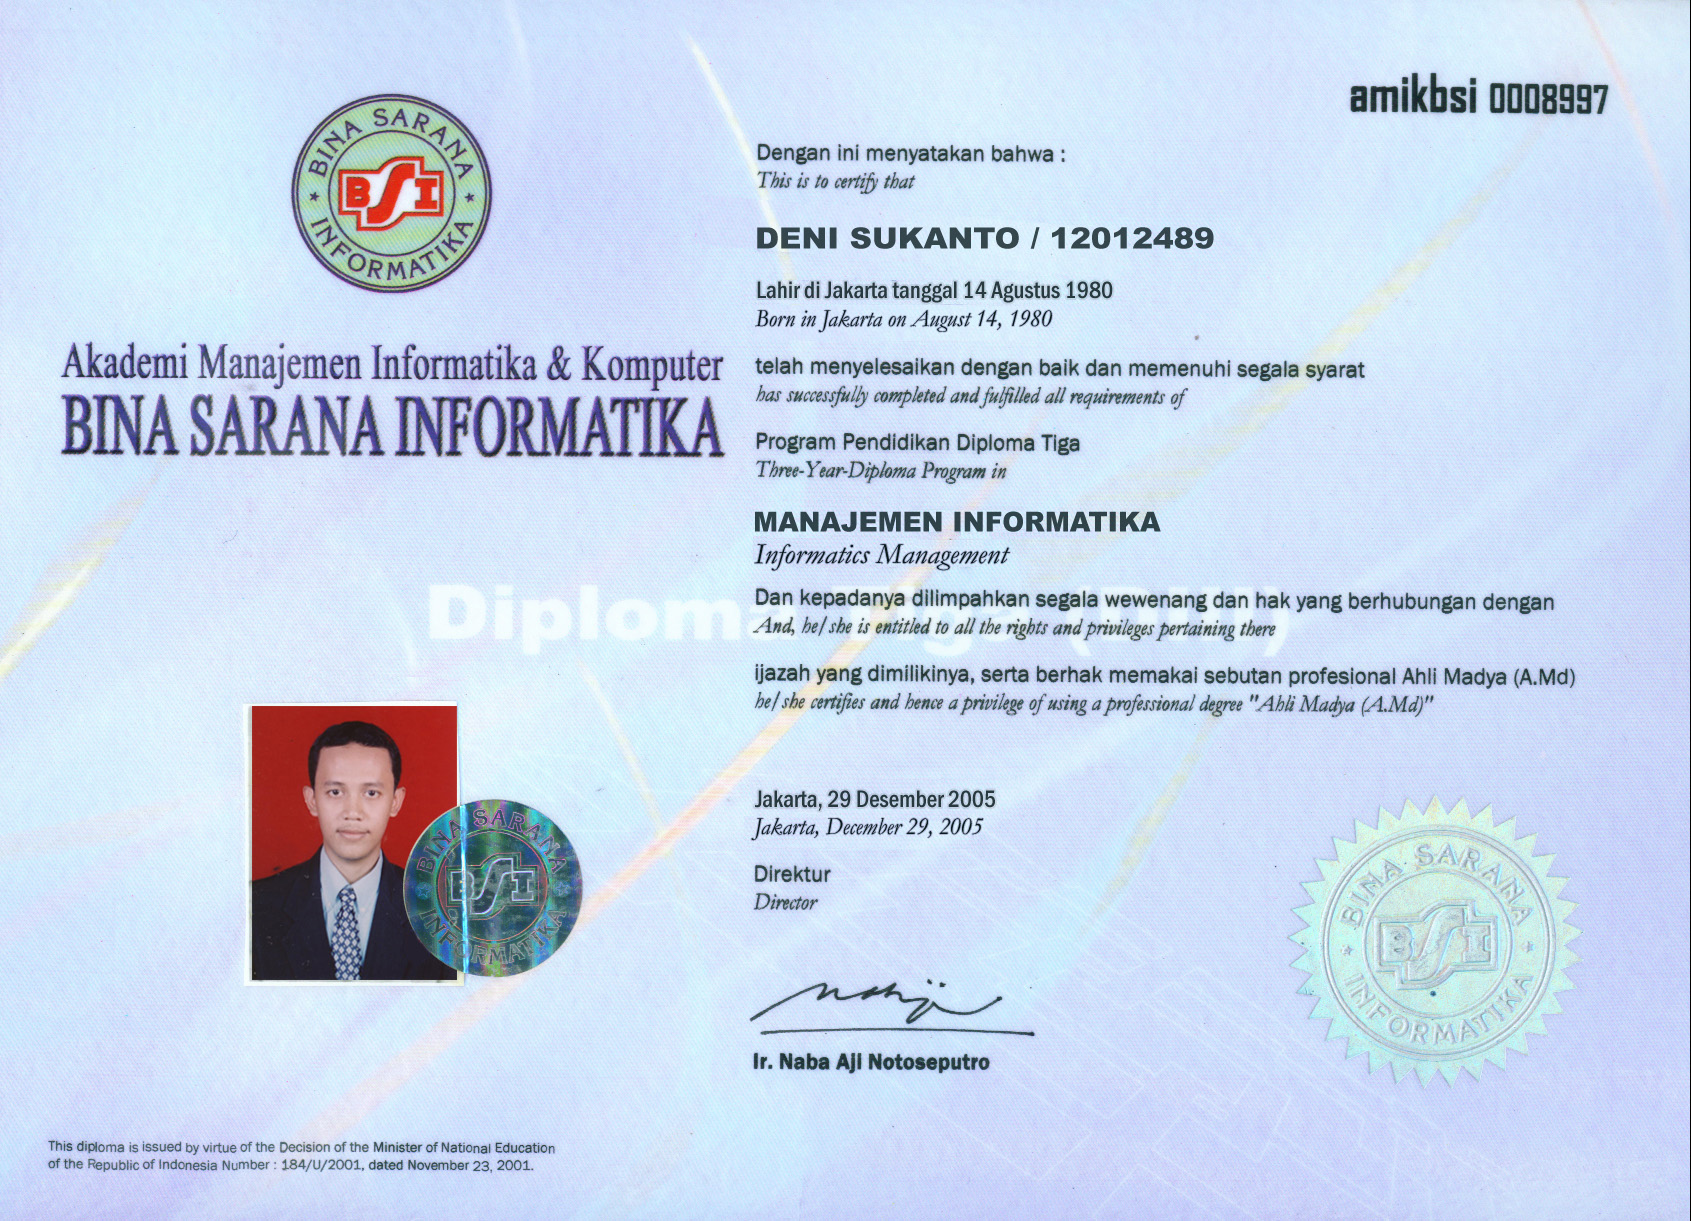 amikbsi 0008997
BINA SARANA
BSI
INFORMATIKA
Akademi Manajemen Informatika & Komputer
BINA SARANA INFORMATIKA
Dengan ini menyatakan bahwa :
This is to certify that
DENI SUKANTO / 12012489
Lahir di Jakarta tanggal 14 Agustus 1980
Born in Jakarta on August 14, 1980
telah menyelesaikan dengan baik dan memenuhi segala syarat
has successfully completed and fulfilled all requirements of
Program Pendidikan Diploma Tiga
Three-Year-Diploma Program in
MANAJEMEN INFORMATIKA
Informatics Management
Diploma Tiga
Dan kepadanya dilimpahkan segala wewenang dan hak yang berhubungan dengan
And, he/she is entitled to all the rights and privileges pertaining there
ijazah yang dimilikinya, serta berhak memakai sebutan profesional Ahli Madya (A.Md)
he/she certifies and hence a privilege of using a professional degree "Ahli Madya (A.Md)"
Jakarta, 29 Desember 2005
Jakarta, December 29, 2005
Direktur
Director
Ir. Naba Aji Notoseputro
BINA SARANA
BSI
INFORMATIKA
BINA SARANA
BSI
INFORMATIKA
This diploma is issued by virtue of the Decision of the Minister of National Education
of the Republic of Indonesia Number : 184/U/2001, dated November 23, 2001.